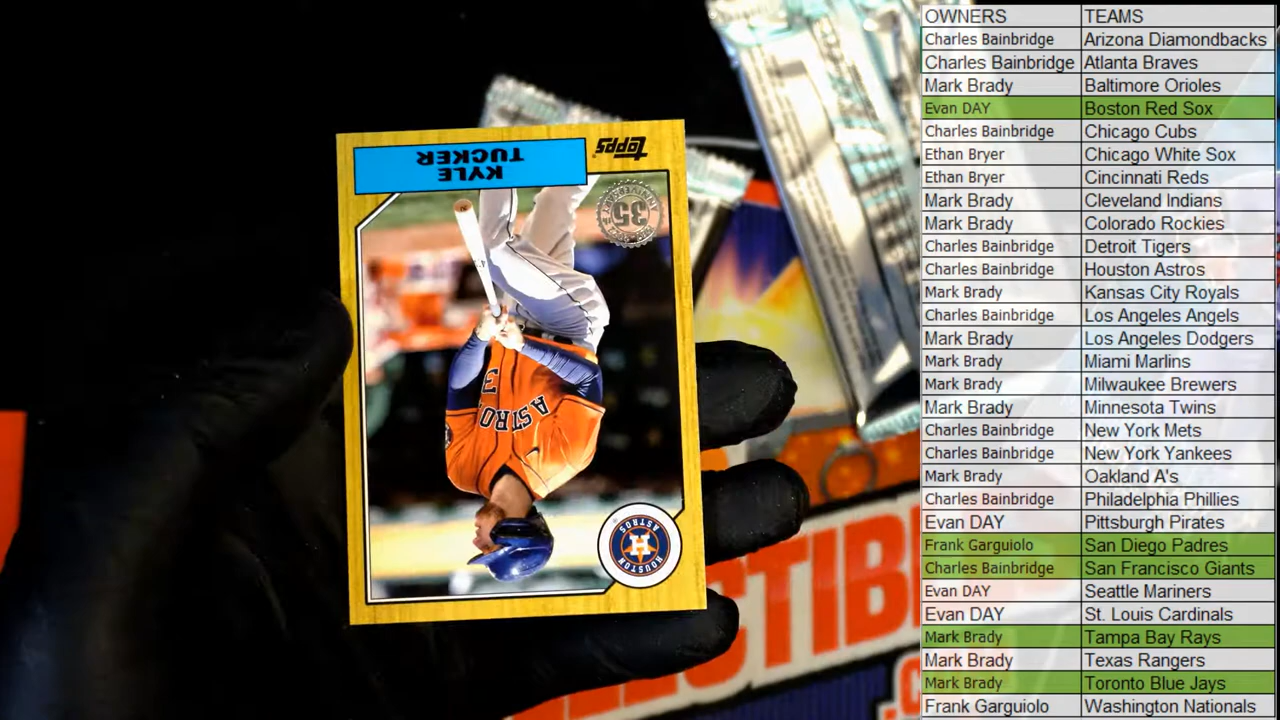 topps
KYLE
TUCKER
35
ASTROS
3
HOUSTON
H
ASTROS
OWNERS TEAMS
Charles Bainbridge Arizona Diamondbacks
Charles Bainbridge Atlanta Braves
Mark Brady Baltimore Orioles
Evan DAY Boston Red Sox
Charles Bainbridge Chicago Cubs
Ethan Bryer Chicago White Sox
Ethan Bryer Cincinnati Reds
Mark Brady Cleveland Indians
Mark Brady Colorado Rockies
Charles Bainbridge Detroit Tigers
Charles Bainbridge Houston Astros
Mark Brady Kansas City Royals
Charles Bainbridge Los Angeles Angels
Mark Brady Los Angeles Dodgers
Mark Brady Miami Marlins
Mark Brady Milwaukee Brewers
Mark Brady Minnesota Twins
Charles Bainbridge New York Mets
Charles Bainbridge New York Yankees
Mark Brady Oakland A's
Charles Bainbridge Philadelphia Phillies
Evan DAY Pittsburgh Pirates
Frank Garguiolo San Diego Padres
Charles Bainbridge San Francisco Giants
Evan DAY Seattle Mariners
Evan DAY St. Louis Cardinals
Mark Brady Tampa Bay Rays
Mark Brady Texas Rangers
Mark Brady Toronto Blue Jays
Frank Garguiolo Washington Nationals